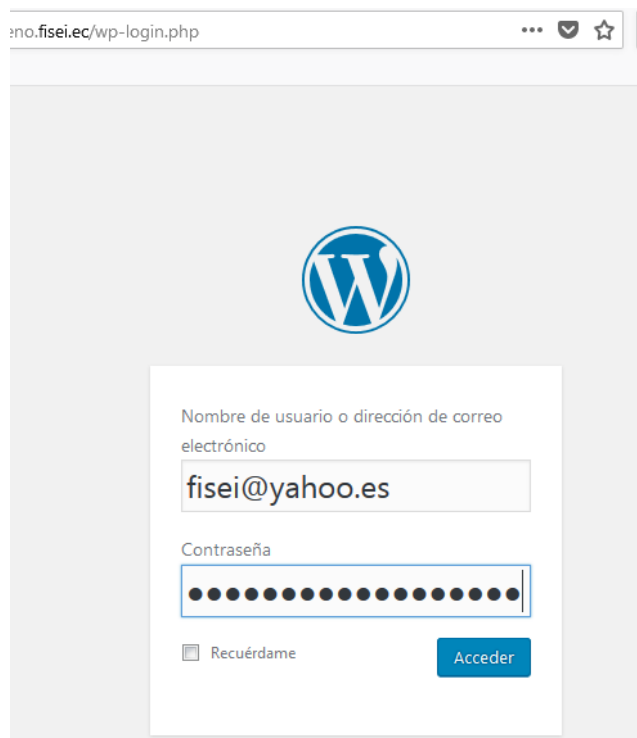 eno.fisei.ec/wp-login.php
Nombre de usuario o dirección de correo
electrónico
fisei@yahoo.es
Contraseña
●●●●●●●●●●●●●●●●●●
Recuérdame
Acceder